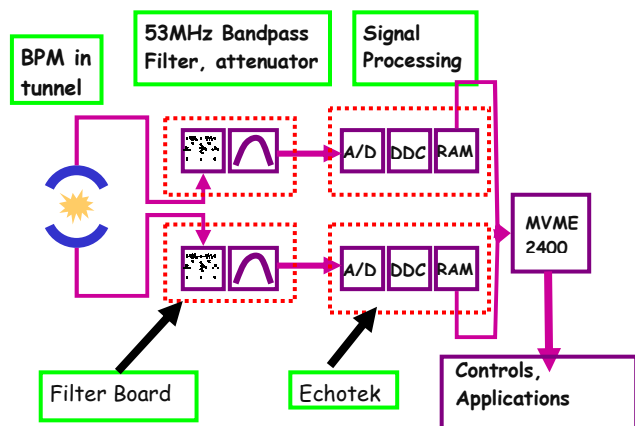 BPM in
tunnel
53MHz Bandpass
Filter, attenuator
Signal
Processing
A/D DDC RAM
MVME
2400
A/D DDC RAM
Filter Board
Echotek
Controls,
Applications